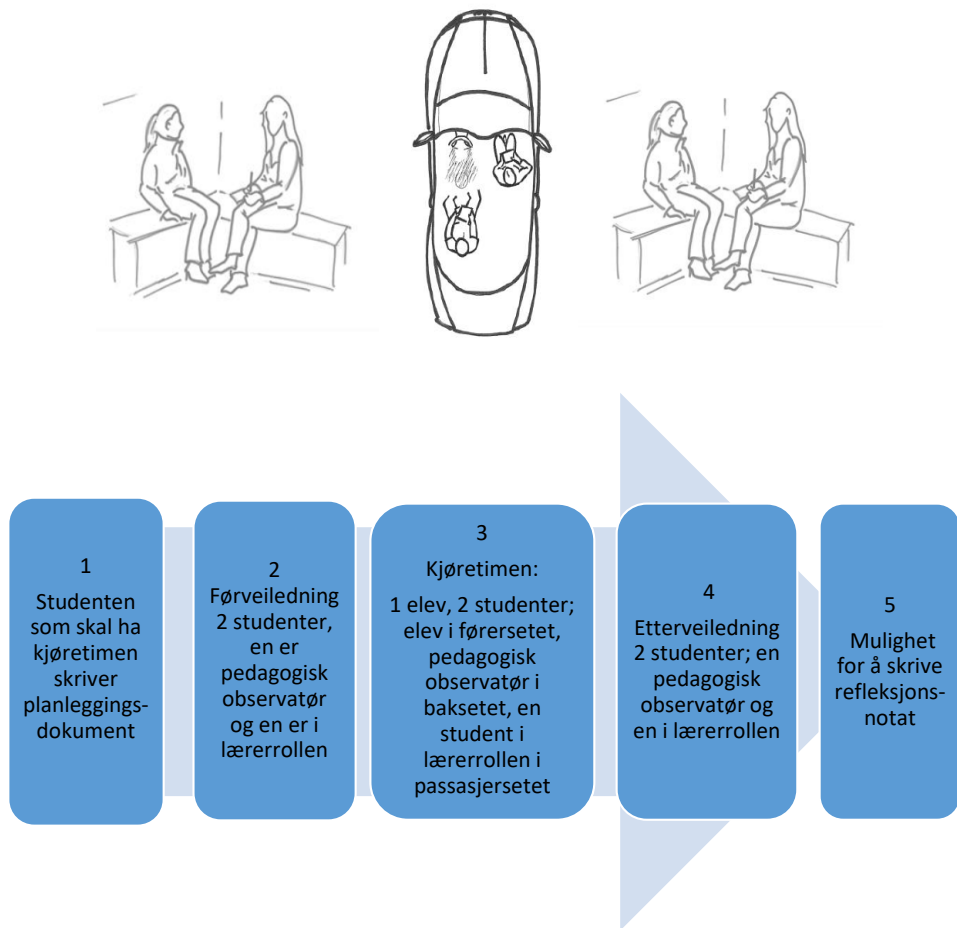 1
Studenten
som skal ha
kjøretimen
skriver
planleggings-
dokument
2
Førveiledning
2 studenter,
en er
pedagogisk
observatør
og en er i
lærerrollen
3
Kjøretimen:
1 elev, 2 studenter;
elev i førersetet,
pedagogisk
observatør i
baksetet, en
student i
lærerrollen i
passasjersetet
4
Etterveiledning
2 studenter; en
pedagogisk
observatør og
en i lærerrollen
5
Mulighet
for å skrive
refleksjons-
notat